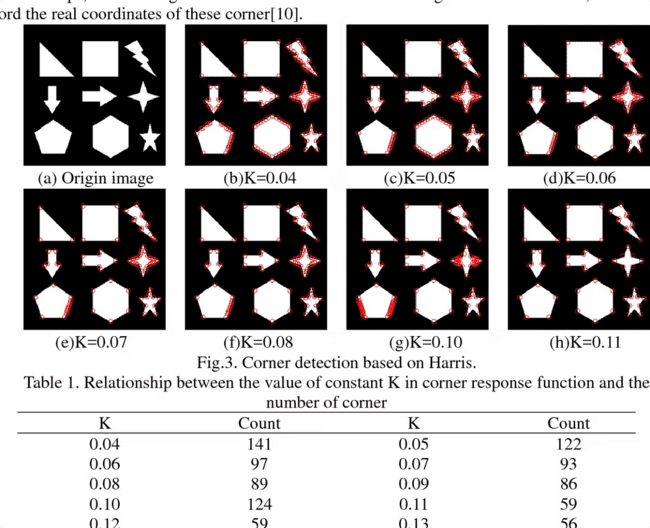 ord the real coordinates of these corner[10].
(a) Origin image (b)K=0.04 (c)K=0.05 (d)K=0.06
(e)K=0.07 (f)K=0.08 (g)K=0.10 (h)K=0.11
Fig.3. Corner detection based on Harris.
Table 1. Relationship between the value of constant K in corner response function and the
number of corner
K Count K Count
0.04 141 0.05 122
0.06 97 0.07 93
0.08 89 0.09 86
0.10 124 0.11 59
0.12 59 0.13 56